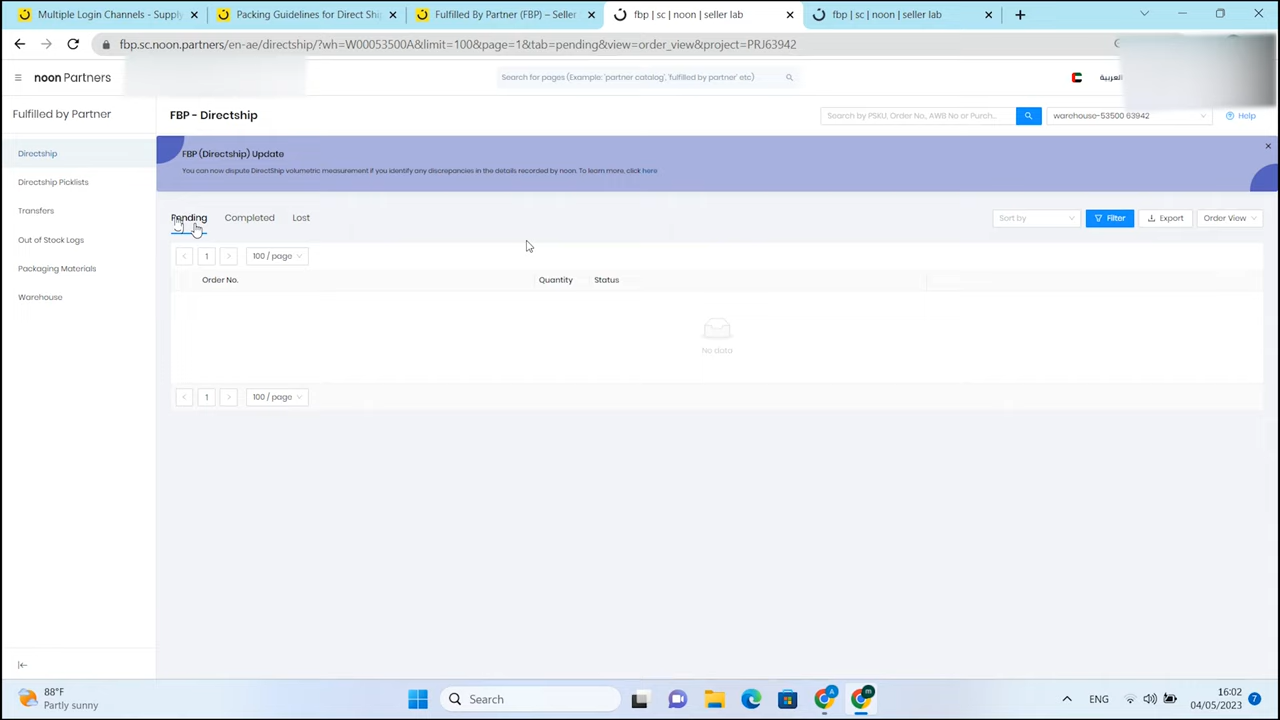 Multiple Login Channels - Supply
Packing Guidelines for Direct Shi
Fulfilled By Partner (FBP) – Seller
fbp | sc | noon | seller lab
fbp | sc | noon | seller lab
fbp.sc.noon.partners/en-ae/directship/?wh=W00053500A&limit=100&page=1&tab=pending&view=order_view&project=PRJ63942
noon Partners
Search for pages (Example: 'partner catalog', 'fulfilled by partner' etc)
العربية
Fulfilled by Partner
FBP - Directship
Search by PSKU, Order No., AWB No or Purch..
warehouse-53500 63942
Help
Directship
Directship Picklists
Transfers
Out of Stock Logs
Packaging Materials
Warehouse
FBP (Directship) Update
You can now dispute DirectShip volumetric measurement if you identify any discrepancies in the details recorded by noon. To learn more, click here
Pending
Completed
Lost
Sort by
Filter
Export
Order View
1
100 / page
Order No.
Quantity
Status
No data
1
100 / page
88°F
Partly sunny
Search
ENG
16:02
04/05/2023
7